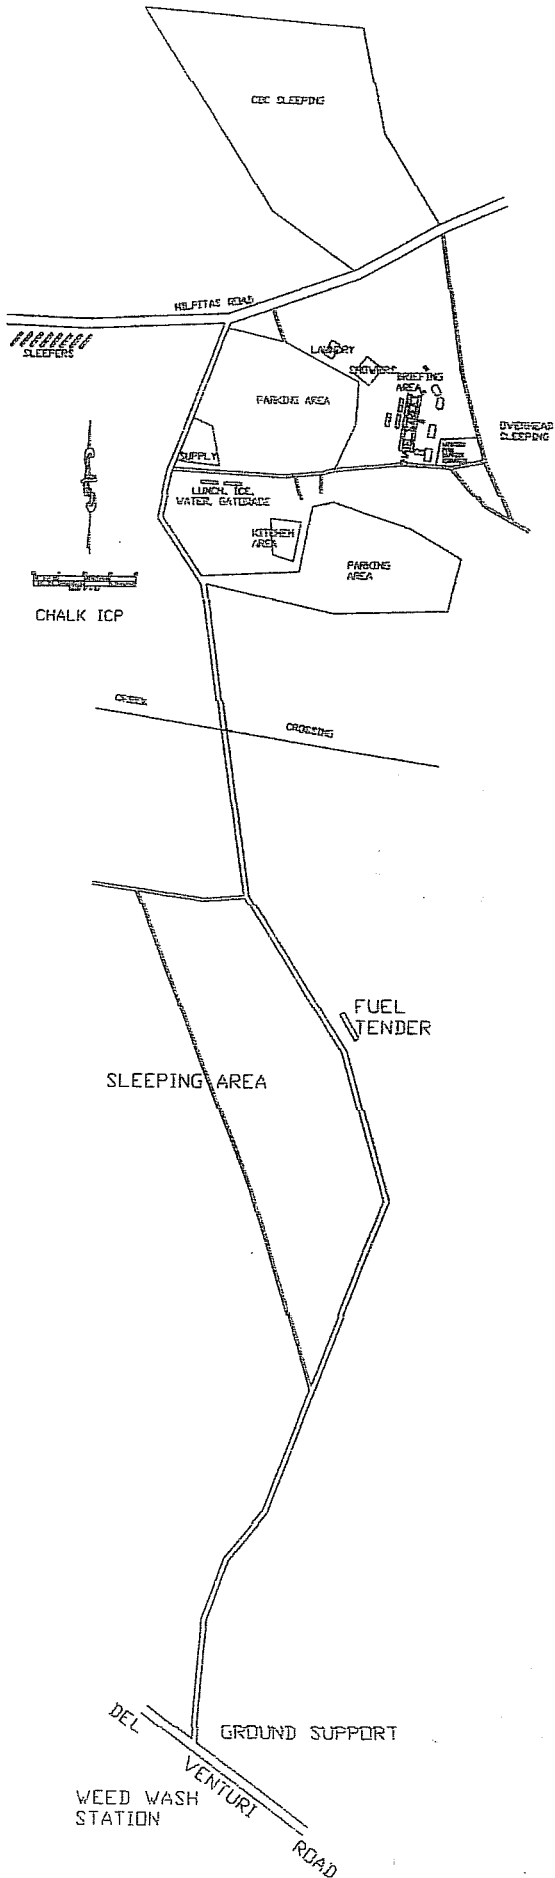 CDC SLEEPING
MILPITAS ROAD
SLEEPERS
LAUNDRY
SHOWERS
BRIEFING
AREA
PARKING AREA
OVERHEAD
SLEEPING
SUPPLY
LUNCH, ICE,
WATER, GATORADE
KITCHEN
AREA
PARKING
AREA
CHALK ICP
CREEK
CROSSING
FUEL
TENDER
SLEEPING AREA
GROUND SUPPORT
DEL
VENTURI
ROAD
WEED WASH
STATION